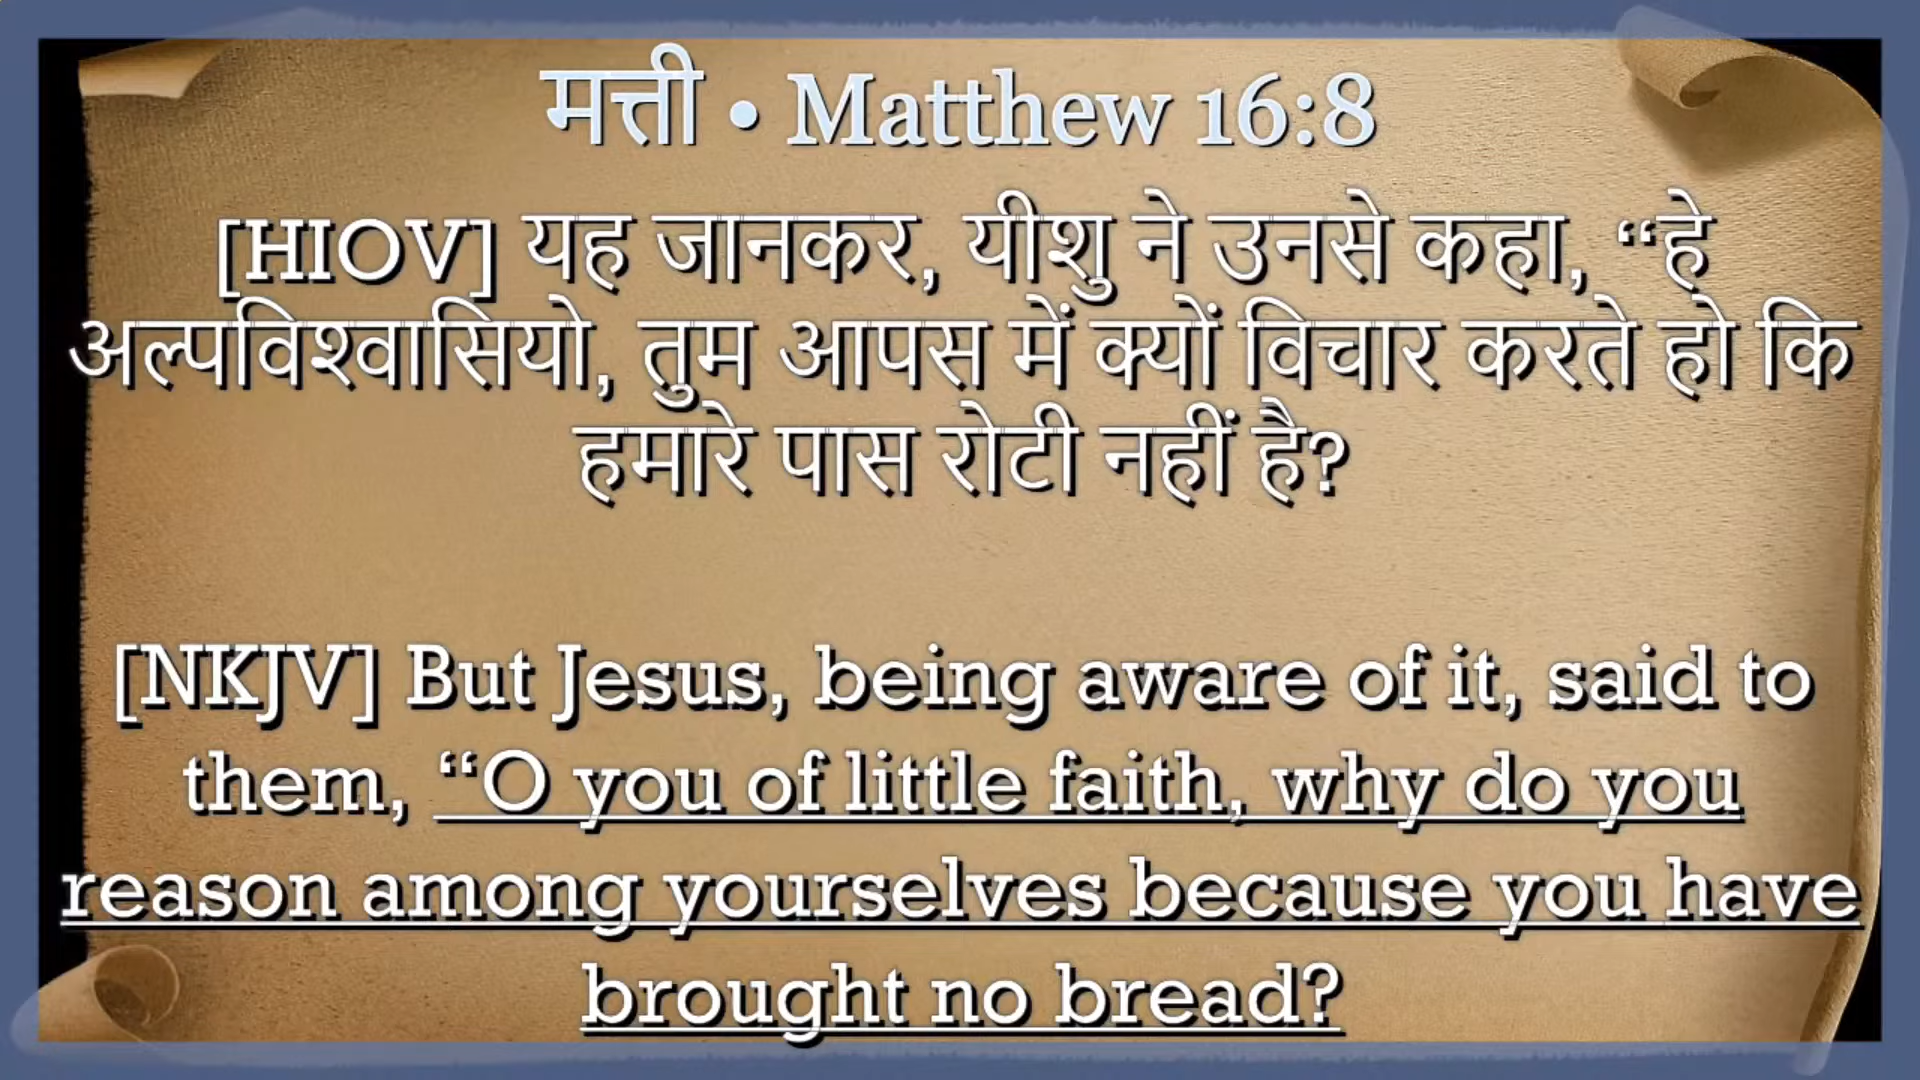 मत्ती • Matthew 16:8
[HIOV] यह जानकर, यीशु ने उनसे कहा, “हे
अल्पविश्वासियो, तुम आपस में क्यों विचार करते हो कि
हमारे पास रोटी नहीं है?
[NKJV] But Jesus, being aware of it, said to
them, “O you of little faith, why do you
reason among yourselves because you have
brought no bread?